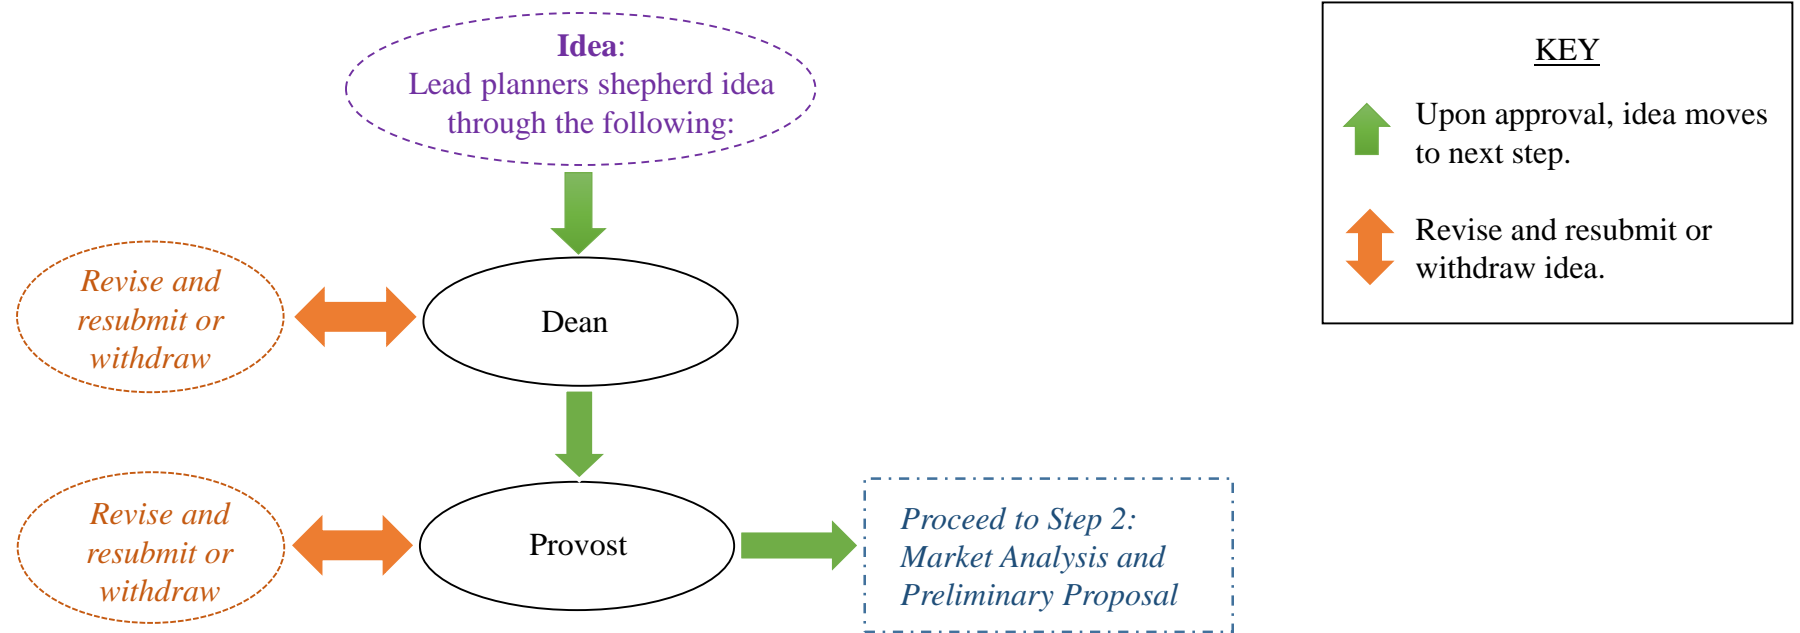 Idea:
Lead planners shepherd idea
through the following:
KEY
Upon approval, idea moves
to next step.
Revise and resubmit or
withdraw idea.
Revise and
resubmit or
withdraw
Dean
Revise and
resubmit or
withdraw
Provost
Proceed to Step 2:
Market Analysis and
Preliminary Proposal